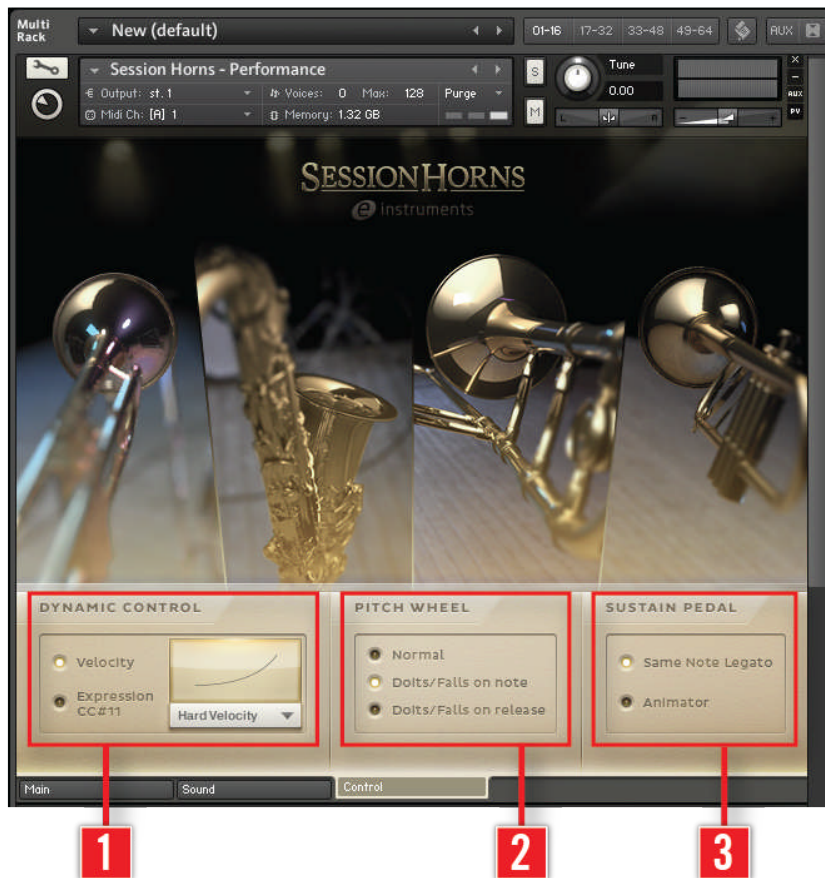 Multi
Rack
New (default)
01-16 17-32 33-48 49-64 AUX
Session Horns - Performance
Output: st.1 Voices: 0 Max: 128 Purge
Midi Ch: [A] 1 Memory: 1.32 GB
S
M
Tune
0.00
L R
- +
×
–
AUX
PV
SESSIONHORNS
e instruments
DYNAMIC CONTROL
Velocity
Expression
CC#11
Hard Velocity
PITCH WHEEL
Normal
Doits/Falls on note
Doits/Falls on release
SUSTAIN PEDAL
Same Note Legato
Animator
Main Sound Control
1 2 3